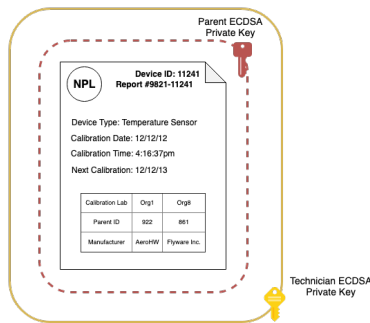 Parent ECDSA
Private Key
NPL
Device ID: 11241
Report #9821-11241
Device Type: Temperature Sensor
Calibration Date: 12/12/12
Calibration Time: 4:16:37pm
Next Calibration: 12/12/13
Calibration Lab Org1 Org8
Parent ID 922 861
Manufacturer AeroHW Flyware Inc.
Technician ECDSA
Private Key